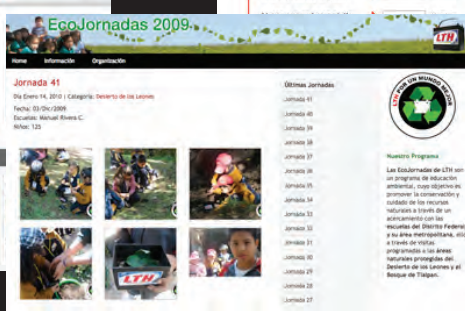 EcoJornadas 2009
LTH
Home Información Organización
Jornada 41
Día Enero 14, 2010 | Categoría: Desierto de los Leones
Fecha: 03/Dic/2009
Escuelas: Manuel Rivera C.
Niños: 125
LTH
Últimas Jornadas
Jornada 41
Jornada 40
Jornada 39
Jornada 38
Jornada 37
Jornada 36
Jornada 35
Jornada 34
Jornada 33
Jornada 32
Jornada 31
Jornada 30
Jornada 29
Jornada 28
Jornada 27
LTH POR UN MUNDO MEJOR
Nuestro Programa
Las EcoJornadas de LTH son
un programa de educación
ambiental, cuyo objetivo es
promover la conservación y
cuidado de los recursos
naturales a través de un
acercamiento con las
escuelas del Distrito Federal
y su área metropolitana,
a través de visitas
programadas a las áreas
naturales protegidas del
Desierto de los Leones y el
Bosque de Tlalpan.